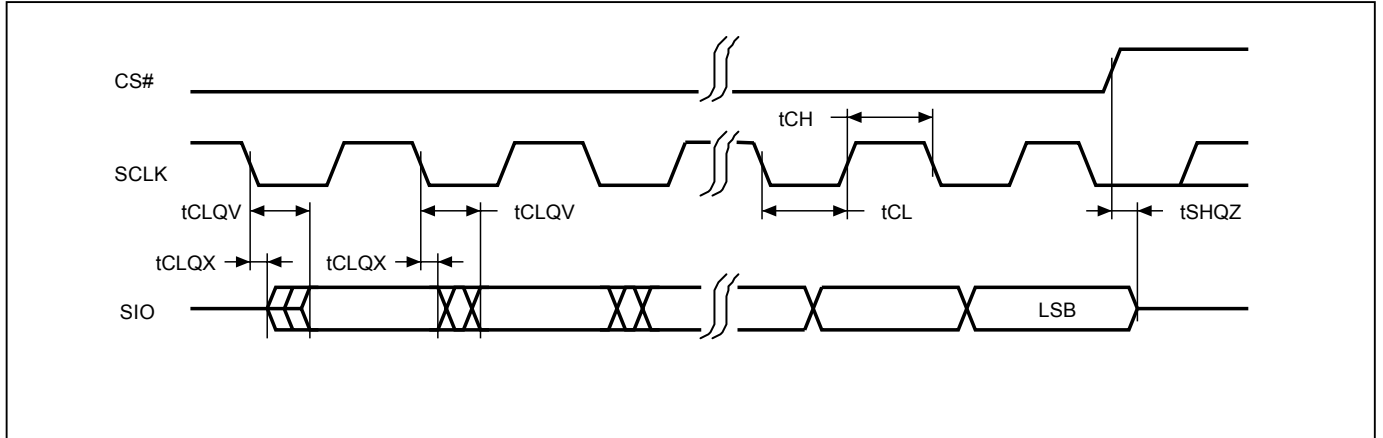 CS#
tCH
SCLK
tCLQV
tCLQV
tCL
tSHQZ
tCLQX
tCLQX
SIO
LSB